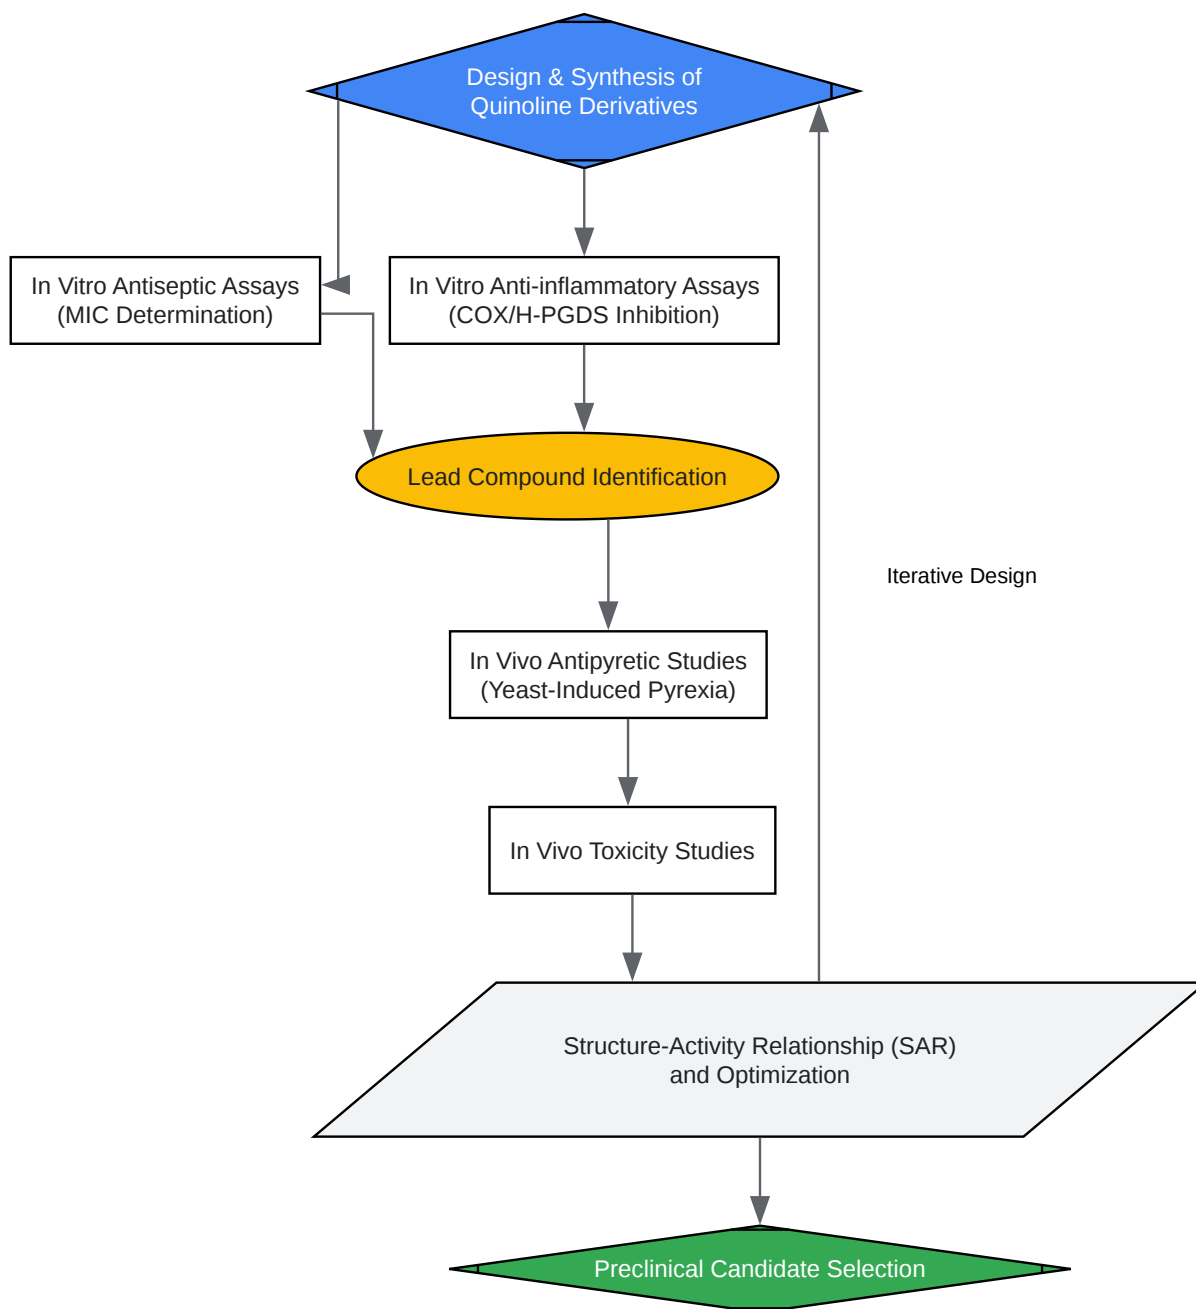 Design & Synthesis of
Quinoline Derivatives
In Vitro Antiseptic Assays
(MIC Determination)
In Vitro Anti-inflammatory Assays
(COX/H-PGDS Inhibition)
Lead Compound Identification
Iterative Design
In Vivo Antipyretic Studies
(Yeast-Induced Pyrexia)
In Vivo Toxicity Studies
Structure-Activity Relationship (SAR)
and Optimization
Preclinical Candidate Selection